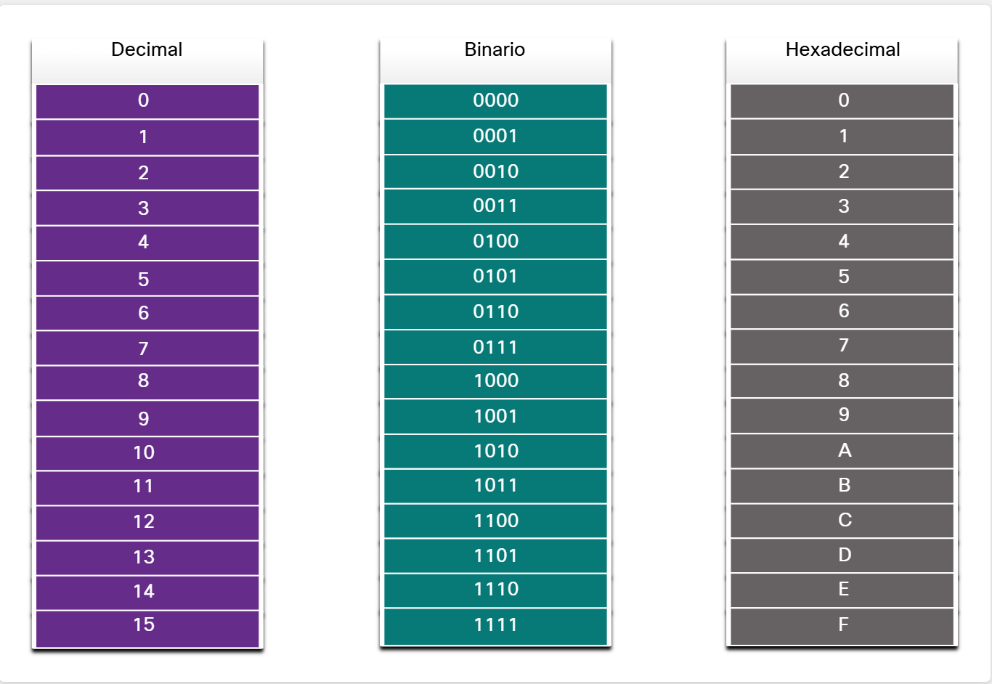 Decimal Binario Hexadecimal
0 0000 0
1 0001 1
2 0010 2
3 0011 3
4 0100 4
5 0101 5
6 0110 6
7 0111 7
8 1000 8
9 1001 9
10 1010 A
11 1011 B
12 1100 C
13 1101 D
14 1110 E
15 1111 F